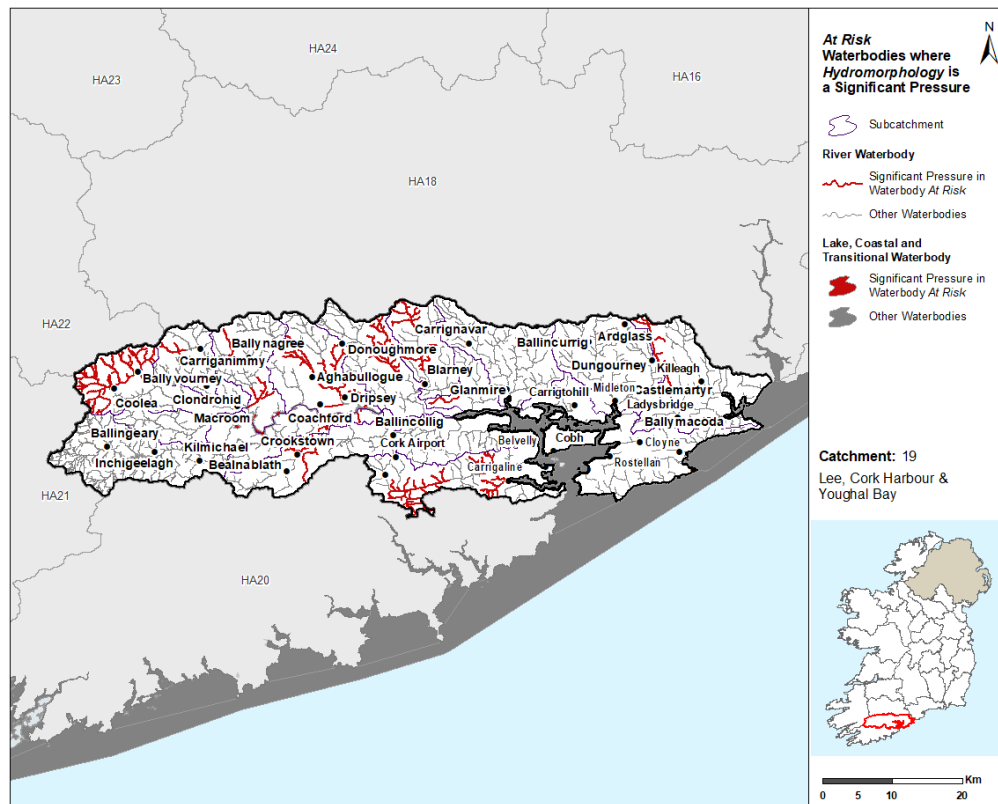 HA24
HA23
HA16
HA18
HA22
HA21
HA20
Carrignavar
Ballynagree
Ballincurrig
Ardglass
Donoughmore
Carriganimmy
Dungourney
Killeagh
Ballyvourney
Aghabullogue
Blarney
Coolea
Clondrohid
Dripsey
Glanmire
Carrigtohill
Midleton
Castlemartyr
Macroom
Coachford
Ladysbridge
Ballincollig
Ballymacoda
Ballingeary
Crookstown
Kilmichael
Cork Airport
Belvelly
Cobh
Cloyne
Inchigeelagh
Bealnablath
Carrigaline
Rostellan
At Risk
Waterbodies where
Hydromorphology is
a Significant Pressure
N
Subcatchment
River Waterbody
Significant Pressure in
Waterbody At Risk
Other Waterbodies
Lake, Coastal and
Transitional Waterbody
Significant Pressure in
Waterbody At Risk
Other Waterbodies
Catchment: 19
Lee, Cork Harbour &
Youghal Bay
Km
0 5 10 20